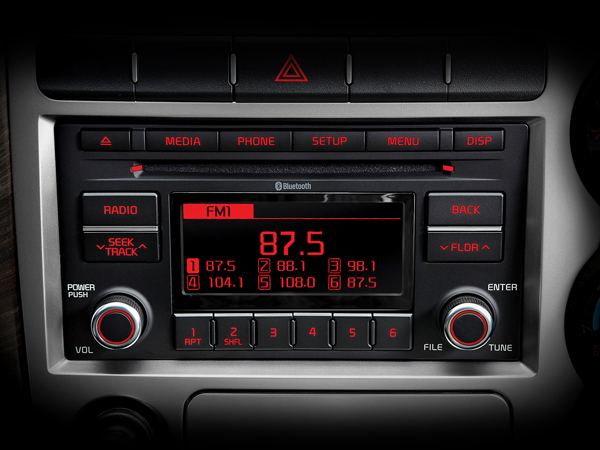 MEDIA PHONE SETUP MENU DISP
Bluetooth
RADIO
SEEK
TRACK
FM1
87.5
1 87.5 2 88.1 3 98.1
4 104.1 5 108.0 6 87.5
BACK
FLDR
POWER
PUSH
VOL
1 2 3 4 5 6
RPT SHFL
ENTER
FILE TUNE